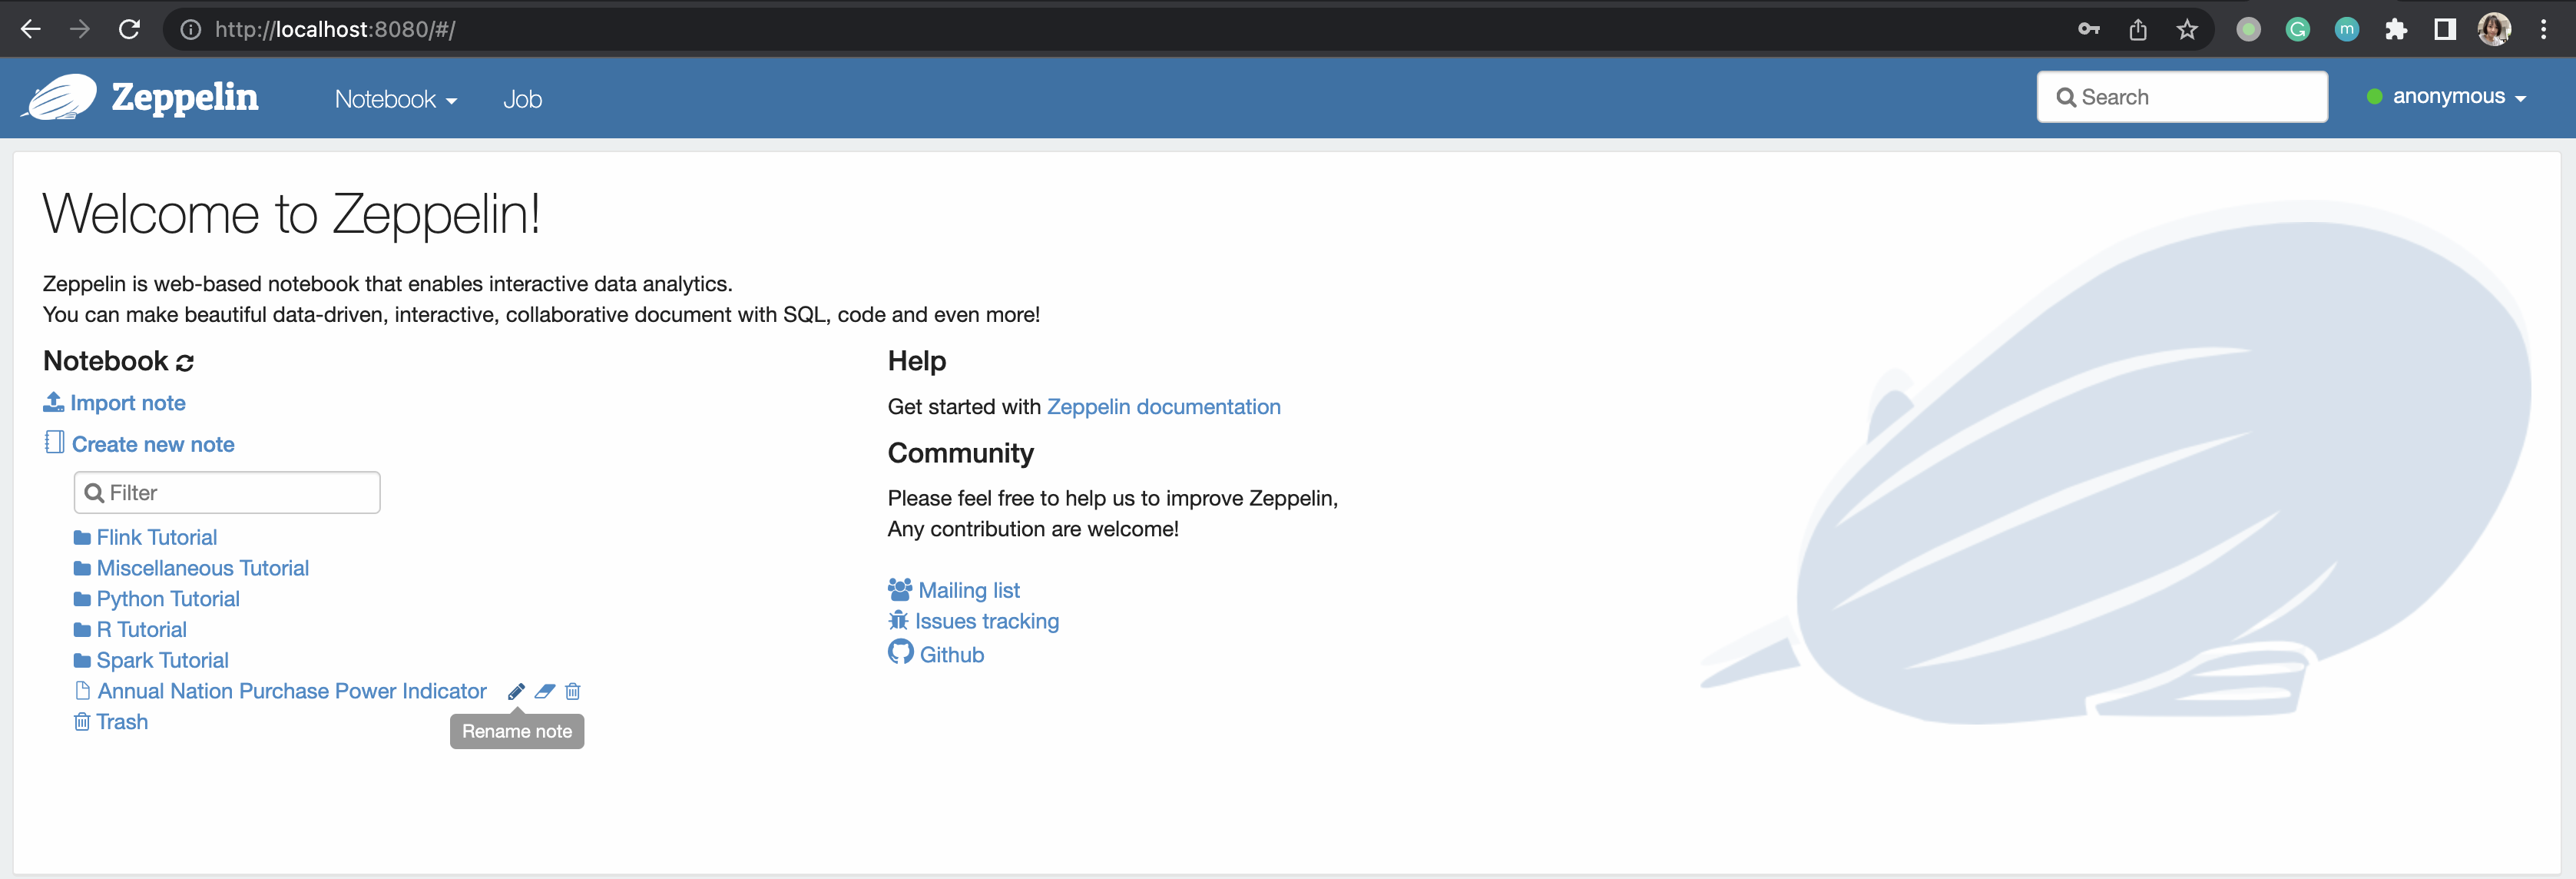 http://localhost:8080/#/
Zeppelin
Notebook
Job
Search
anonymous
Welcome to Zeppelin!
Zeppelin is web-based notebook that enables interactive data analytics.
You can make beautiful data-driven, interactive, collaborative document with SQL, code and even more!
Notebook
Import note
Create new note
Filter
Flink Tutorial
Miscellaneous Tutorial
Python Tutorial
R Tutorial
Spark Tutorial
Annual Nation Purchase Power Indicator
Trash
Rename note
Help
Get started with Zeppelin documentation
Community
Please feel free to help us to improve Zeppelin,
Any contribution are welcome!
Mailing list
Issues tracking
Github